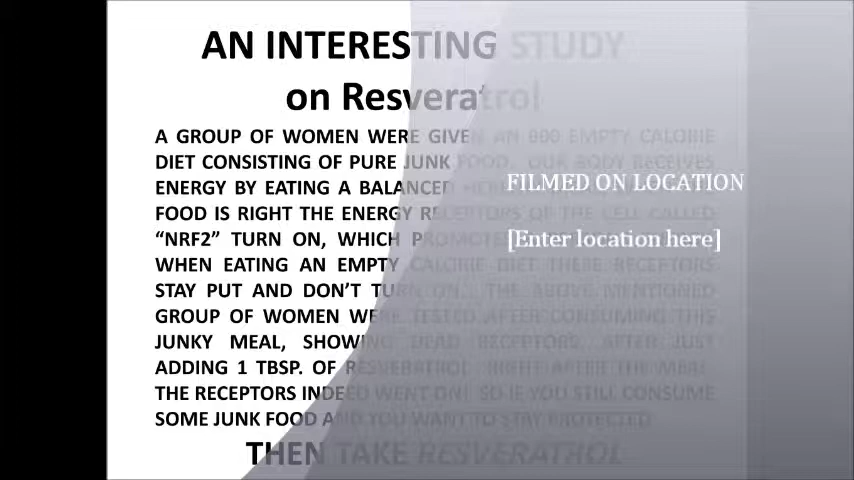 AN INTERESTING STUDY
on Resveratrol
A GROUP OF WOMEN WERE GIVEN AN 800 EMPTY CALORIE
DIET CONSISTING OF PURE JUNK FOOD. OUR BODY RECEIVES
ENERGY BY EATING A BALANCED
FOOD IS RIGHT THE ENERGY RECEPTORS OF THE CELL CALLED
"NRF2" TURN ON, WHICH PROMOTES
WHEN EATING AN EMPTY CALORIE DIET THESE RECEPTORS
STAY PUT AND DON'T TURN ON. THE ABOVE MENTIONED
GROUP OF WOMEN WERE TESTED AFTER CONSUMING THIS
JUNKY MEAL, SHOWING DEAD RECEPTORS. AFTER JUST
ADDING 1 TBSP. OF RESVERATROL RIGHT AFTER THE MEAL
THE RECEPTORS INDEED WENT ON! SO IF YOU STILL CONSUME
SOME JUNK FOOD AND YOU WANT TO STAY PROTECTED
THEN TAKE RESVERATHOL
FILMED ON LOCATION
[Enter location here]